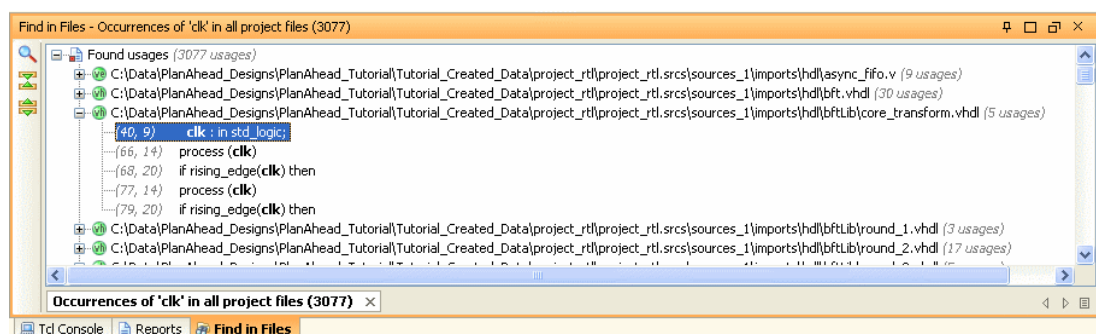 Find in Files - Occurrences of 'clk' in all project files (3077)
Found usages (3077 usages)
C:\Data\PlanAhead_Designs\PlanAhead_Tutorial\Tutorial_Created_Data\project_rtl\project_rtl.srcs\sources_1\imports\hdl\async_fifo.v (9 usages)
C:\Data\PlanAhead_Designs\PlanAhead_Tutorial\Tutorial_Created_Data\project_rtl\project_rtl.srcs\sources_1\imports\hdl\bft.vhdl (30 usages)
C:\Data\PlanAhead_Designs\PlanAhead_Tutorial\Tutorial_Created_Data\project_rtl\project_rtl.srcs\sources_1\imports\hdl\bftLib\core_transform.vhdl (5 usages)
(40, 9) clk : in std_logic;
(66, 14) process (clk)
(68, 20) if rising_edge(clk) then
(77, 14) process (clk)
(79, 20) if rising_edge(clk) then
C:\Data\PlanAhead_Designs\PlanAhead_Tutorial\Tutorial_Created_Data\project_rtl\project_rtl.srcs\sources_1\imports\hdl\bftLib\round_1.vhdl (3 usages)
C:\Data\PlanAhead_Designs\PlanAhead_Tutorial\Tutorial_Created_Data\project_rtl\project_rtl.srcs\sources_1\imports\hdl\bftLib\round_2.vhdl (17 usages)
Occurrences of 'clk' in all project files (3077)
Tcl Console Reports Find in Files